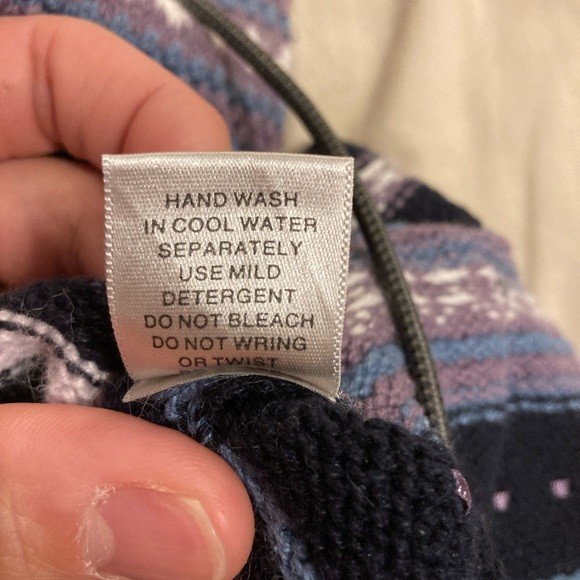 HAND WASH
IN COOL WATER
SEPARATELY
USE MILD
DETERGENT
DO NOT BLEACH
DO NOT WRING
OR TWIST